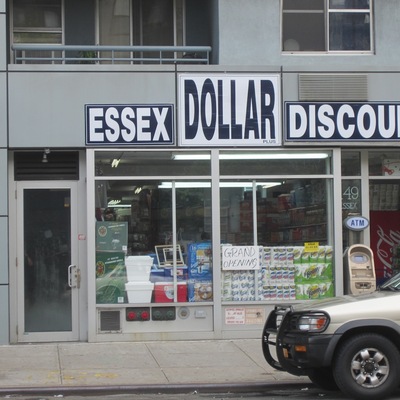 ESSEX
DOLLAR
PLUS
DISCOU
49
ESSEX
ATM
GRAND
OPENING